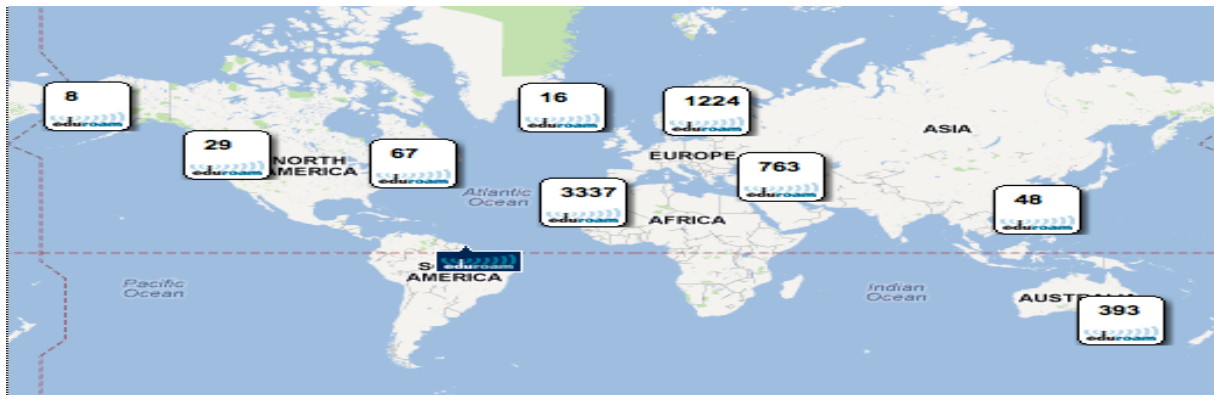 8
eduroam
16
eduroam
1224
eduroam
ASIA
29
eduroam
NORTH
AMERICA
67
eduroam
EUROPE
763
eduroam
Atlantic
Ocean
3337
eduroam
AFRICA
48
eduroam
eduroam
S
AMERICA
Pacific
Ocean
Indian
Ocean
AUSTRALIA
393
eduroam